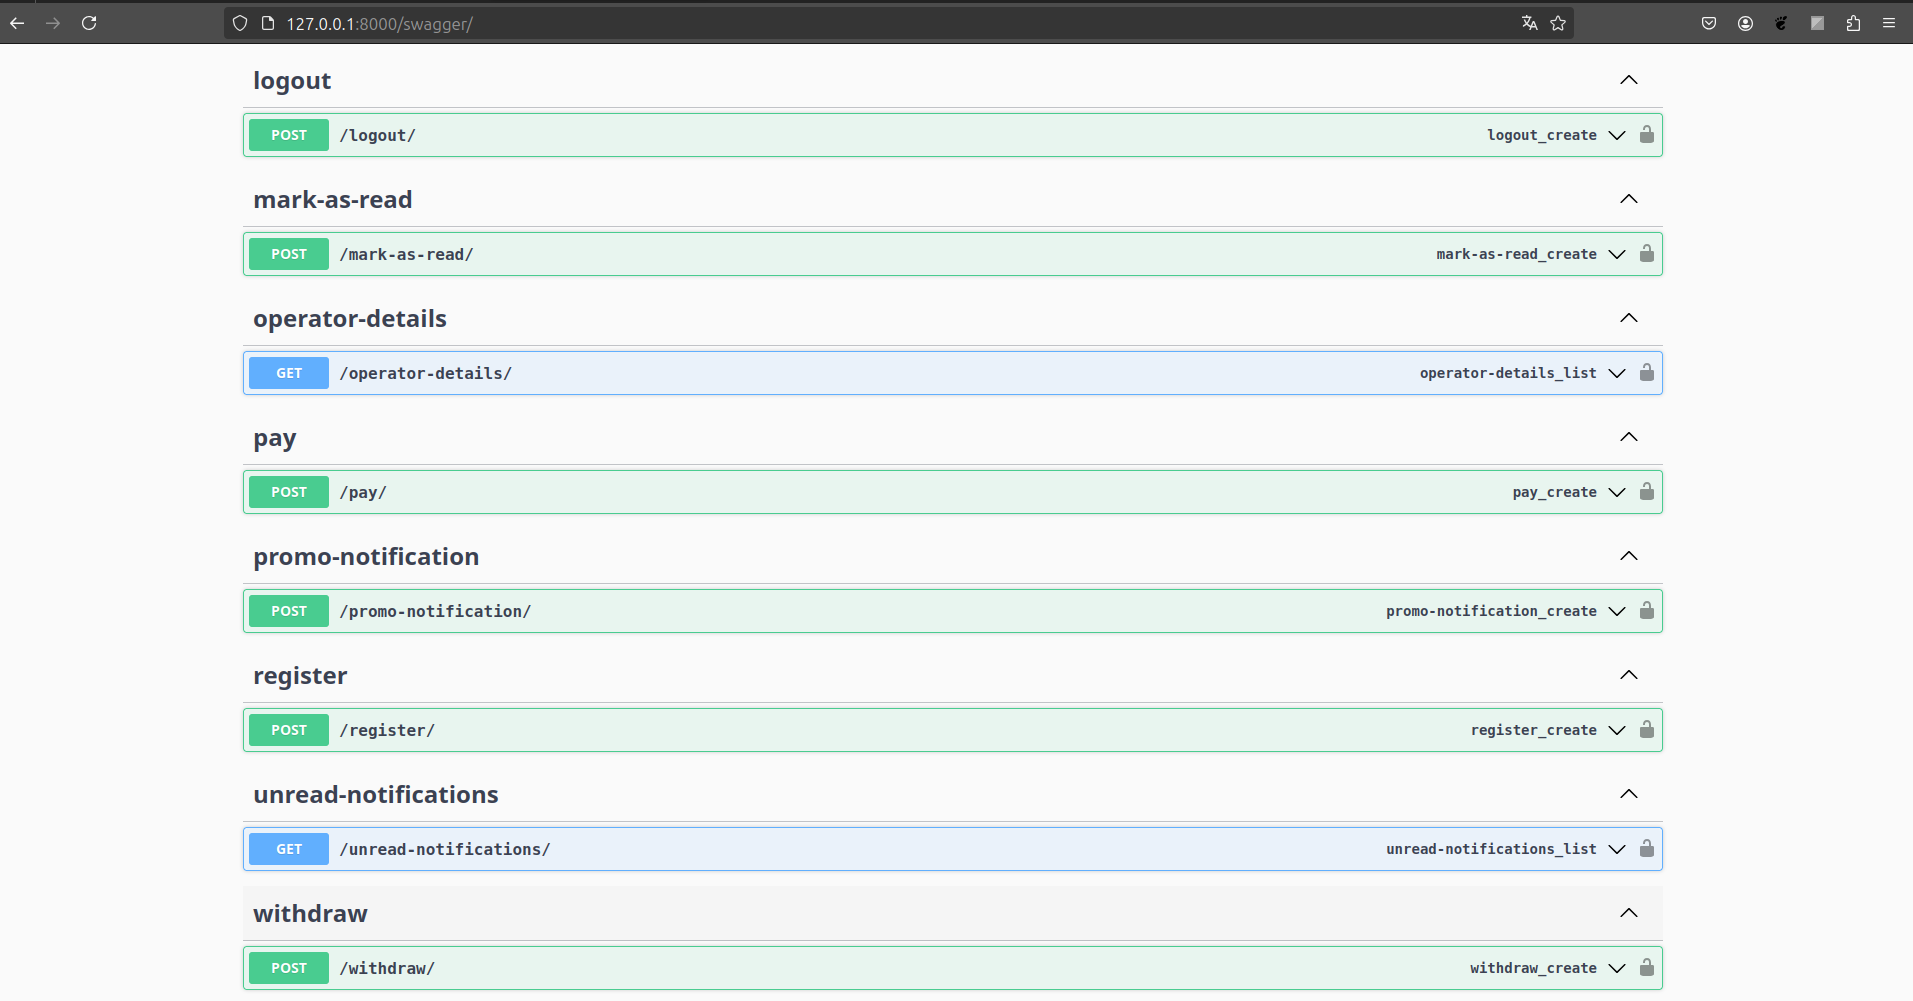 127.0.0.1:8000/swagger/
logout
POST /logout/ logout_create
mark-as-read
POST /mark-as-read/ mark-as-read_create
operator-details
GET /operator-details/ operator-details_list
pay
POST /pay/ pay_create
promo-notification
POST /promo-notification/ promo-notification_create
register
POST /register/ register_create
unread-notifications
GET /unread-notifications/ unread-notifications_list
withdraw
POST /withdraw/ withdraw_create